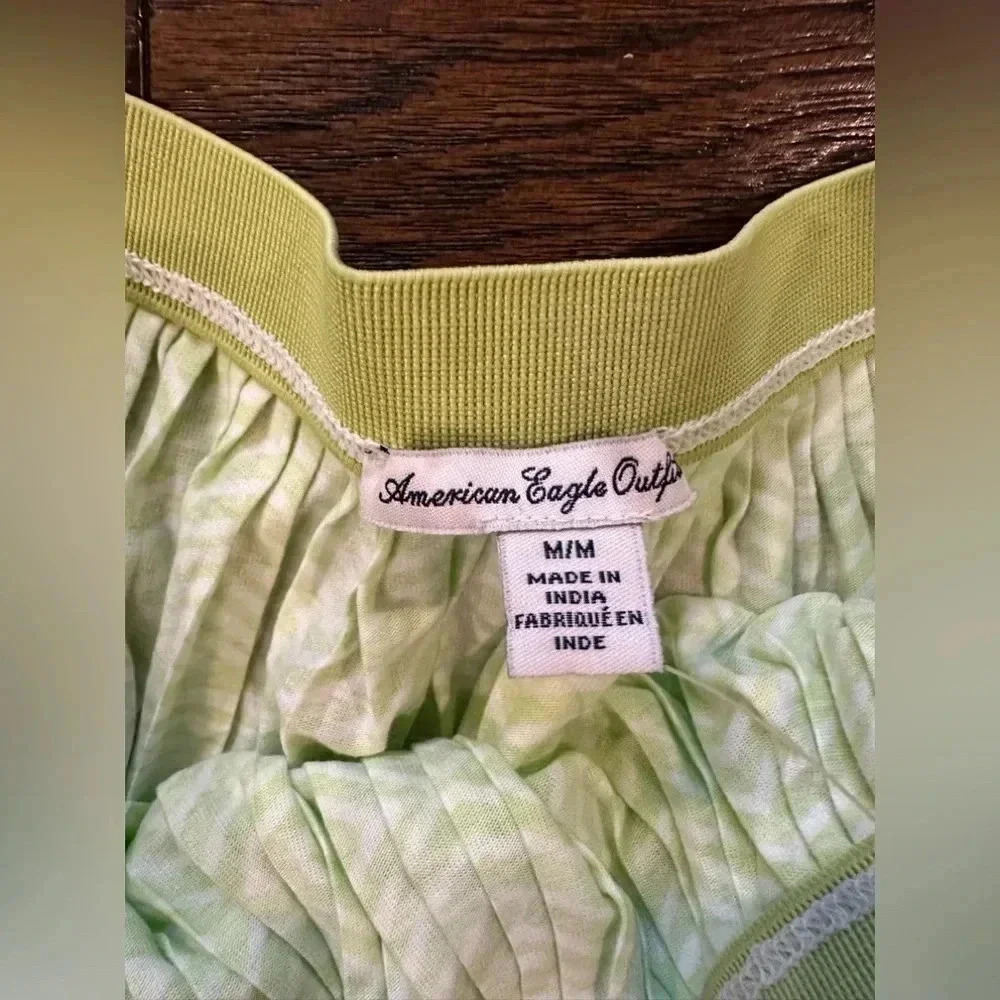 American Eagle Outfi
M/M
MADE IN
INDIA
FABRIQUÉ EN
INDE